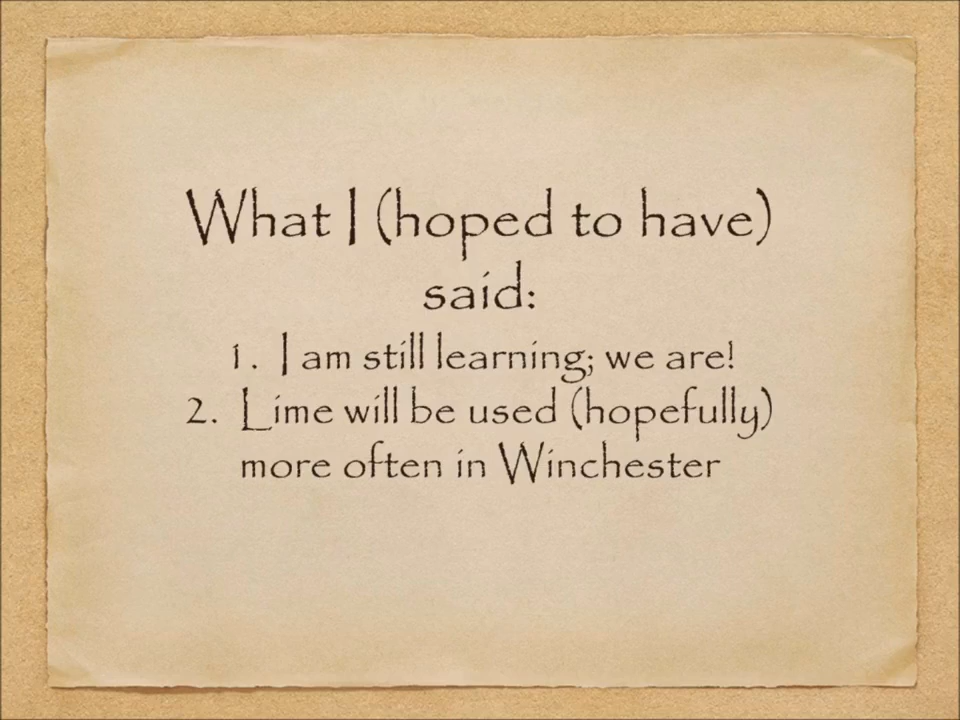 What I (hoped to have)
said:
1. I am still learning; we are!
2. Lime will be used (hopefully)
more often in Winchester